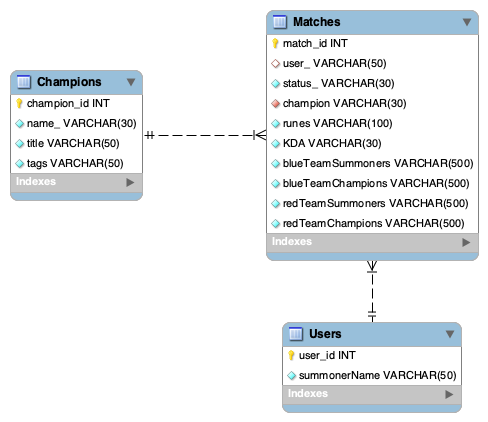 Champions
champion_id INT
name_ VARCHAR(30)
title VARCHAR(50)
tags VARCHAR(50)
Indexes
Matches
match_id INT
user_ VARCHAR(50)
status_ VARCHAR(30)
champion VARCHAR(30)
runes VARCHAR(100)
KDA VARCHAR(30)
blueTeamSummoners VARCHAR(500)
blueTeamChampions VARCHAR(500)
redTeamSummoners VARCHAR(500)
redTeamChampions VARCHAR(500)
Indexes
Users
user_id INT
summonerName VARCHAR(50)
Indexes